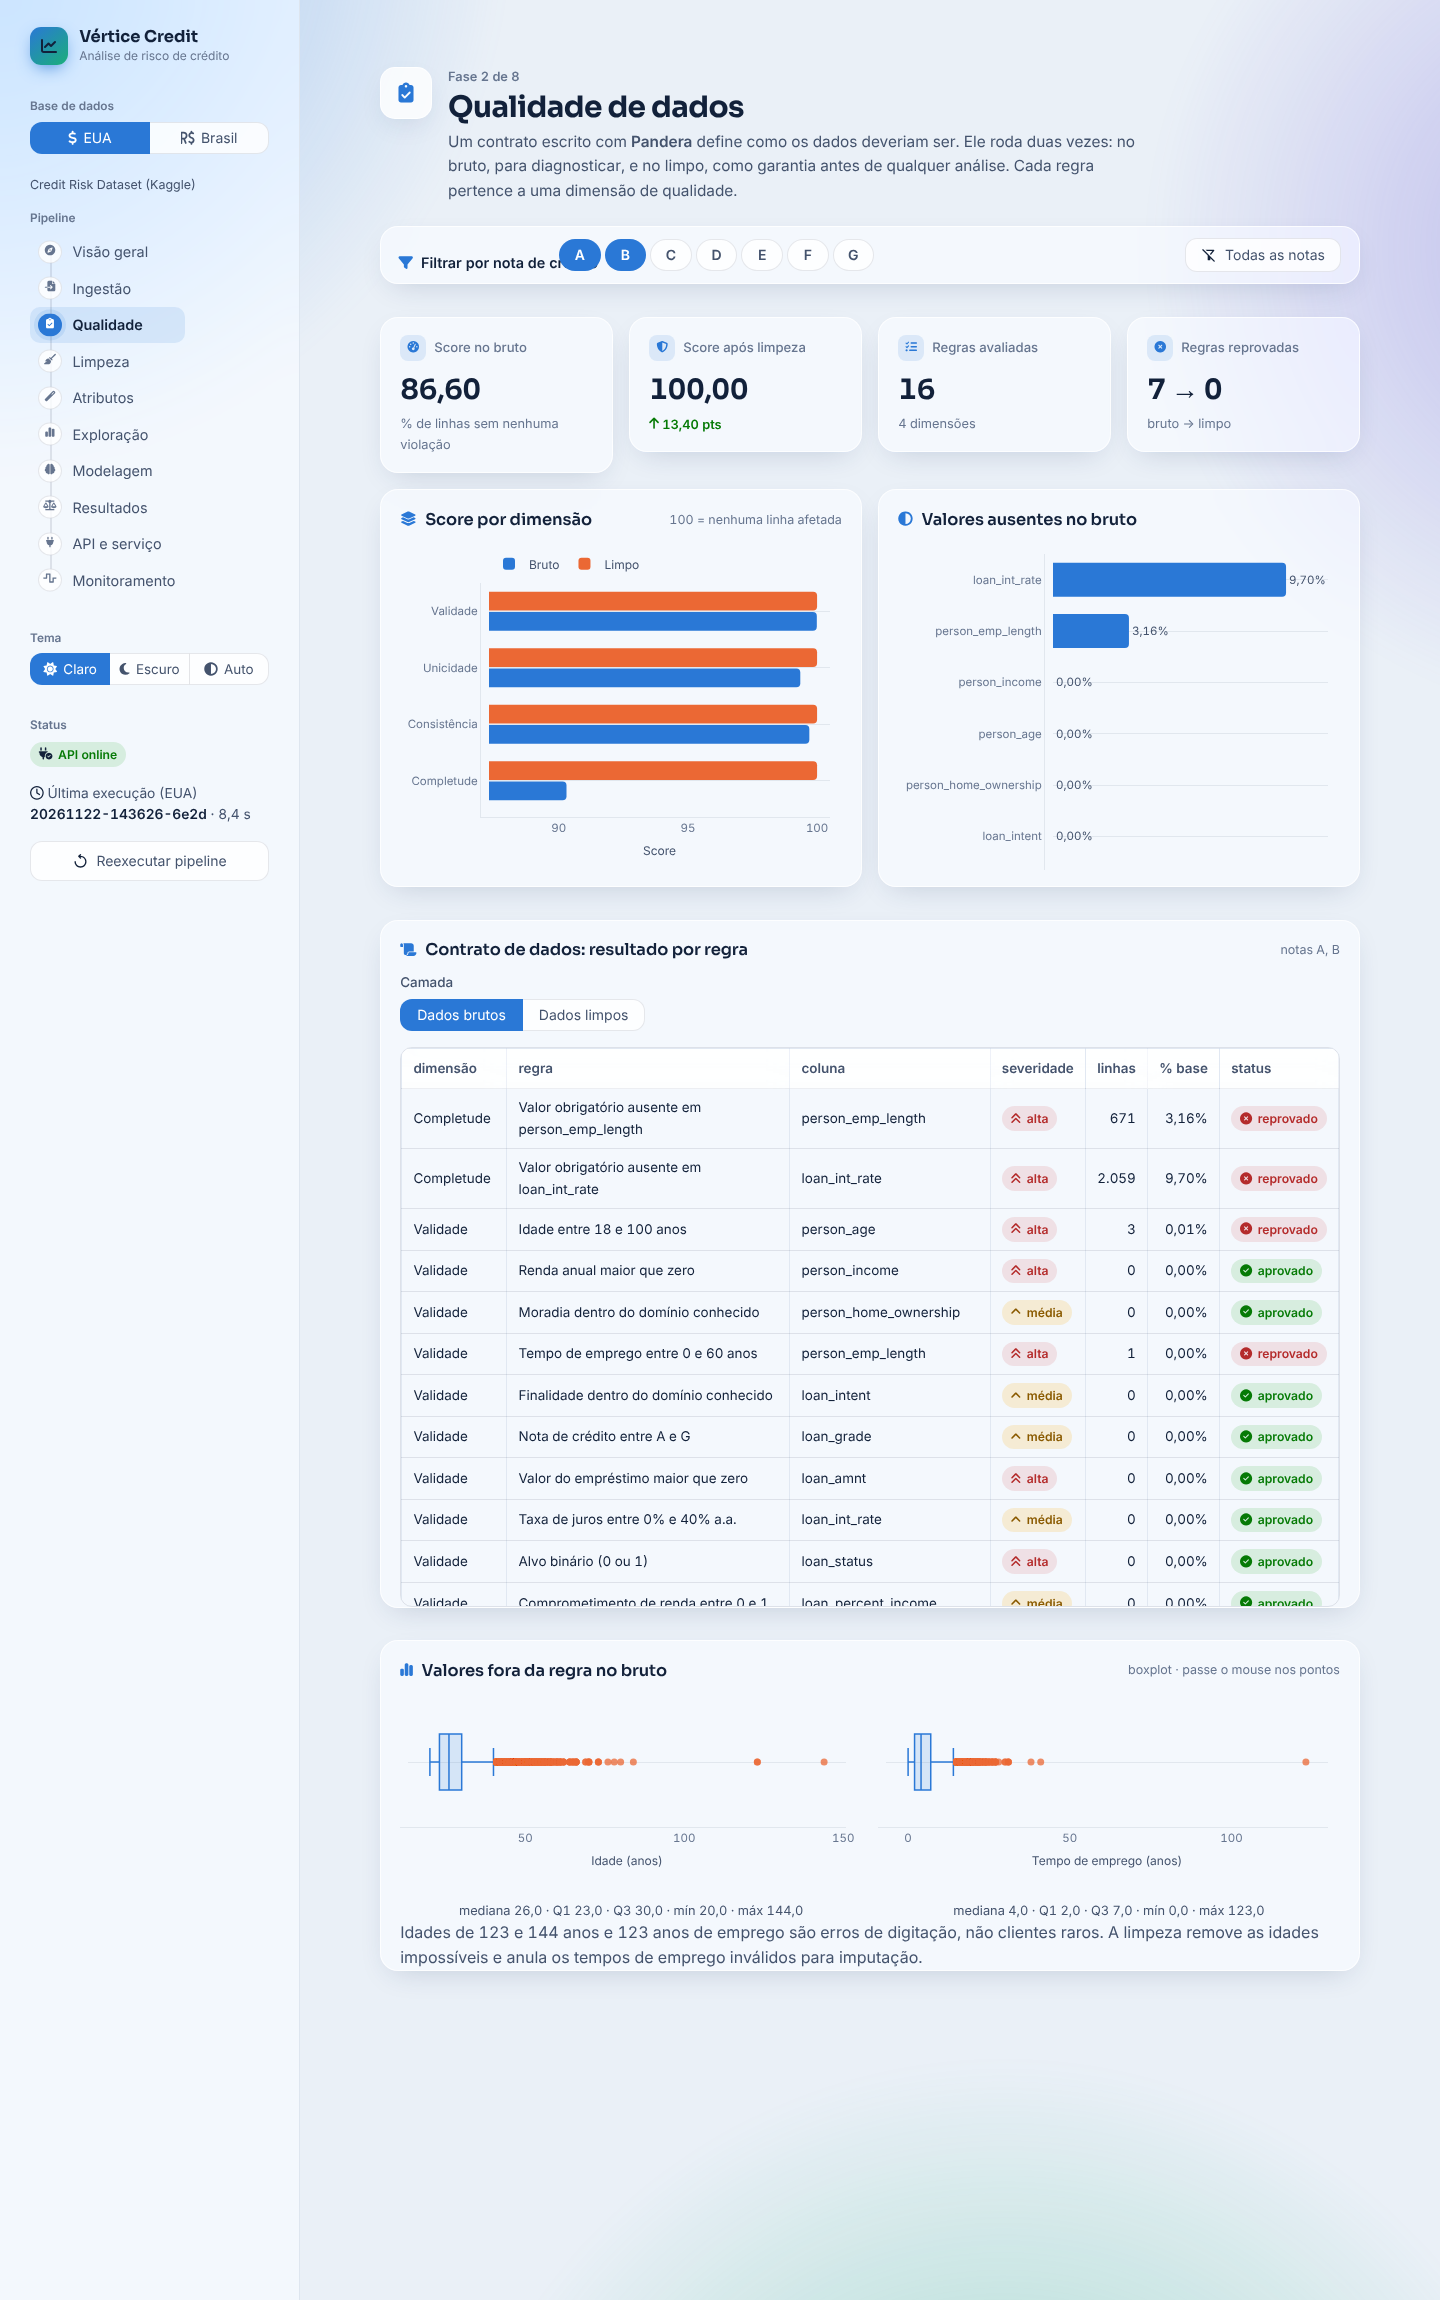 Vértice Credit
Análise de risco de crédito
Base de dados
EUA
R$ Brasil
Credit Risk Dataset (Kaggle)
Pipeline
Visão geral
Ingestão
Qualidade
Limpeza
Atributos
Exploração
Modelagem
Resultados
API e serviço
Monitoramento
Tema
Claro
Escuro
Auto
Status
API online
Última execução (EUA)
20261122-143626-6e2d · 8,4 s
Reexecutar pipeline
Fase 2 de 8
Qualidade de dados
Um contrato escrito com Pandera define como os dados deveriam ser. Ele roda duas vezes: no
bruto, para diagnosticar, e no limpo, como garantia antes de qualquer análise. Cada regra
pertence a uma dimensão de qualidade.
Filtrar por nota de
A B C D E F G
Todas as notas
Score no bruto
86,60
% de linhas sem nenhuma
violação
Score após limpeza
100,00
↑ 13,40 pts
Regras avaliadas
16
4 dimensões
Regras reprovadas
7 → 0
bruto → limpo
Score por dimensão
100 = nenhuma linha afetada
Bruto Limpo
Validade
Unicidade
Consistência
Completude
90 95 100
Score
Valores ausentes no bruto
loan_int_rate 9,70%
person_emp_length 3,16%
person_income 0,00%
person_age 0,00%
person_home_ownership 0,00%
loan_intent 0,00%
Contrato de dados: resultado por regra
notas A, B
Camada
Dados brutos Dados limpos
dimensão regra coluna severidade linhas % base status
Completude Valor obrigatório ausente em person_emp_length person_emp_length alta 671 3,16% reprovado
Completude Valor obrigatório ausente em loan_int_rate loan_int_rate alta 2.059 9,70% reprovado
Validade Idade entre 18 e 100 anos person_age alta 3 0,01% reprovado
Validade Renda anual maior que zero person_income alta 0 0,00% aprovado
Validade Moradia dentro do domínio conhecido person_home_ownership média 0 0,00% aprovado
Validade Tempo de emprego entre 0 e 60 anos person_emp_length alta 1 0,00% reprovado
Validade Finalidade dentro do domínio conhecido loan_intent média 0 0,00% aprovado
Validade Nota de crédito entre A e G loan_grade média 0 0,00% aprovado
Validade Valor do empréstimo maior que zero loan_amnt alta 0 0,00% aprovado
Validade Taxa de juros entre 0% e 40% a.a. loan_int_rate média 0 0,00% aprovado
Validade Alvo binário (0 ou 1) loan_status alta 0 0,00% aprovado
Validade Comprometimento de renda entre 0 e 1 loan_percent_income média 0 0,00% aprovado
Valores fora da regra no bruto
boxplot · passe o mouse nos pontos
50 100 150
Idade (anos)
0 50 100
Tempo de emprego (anos)
mediana 26,0 · Q1 23,0 · Q3 30,0 · mín 20,0 · máx 144,0
mediana 4,0 · Q1 2,0 · Q3 7,0 · mín 0,0 · máx 123,0
Idades de 123 e 144 anos e 123 anos de emprego são erros de digitação, não clientes raros. A limpeza remove as idades
impossíveis e anula os tempos de emprego inválidos para imputação.